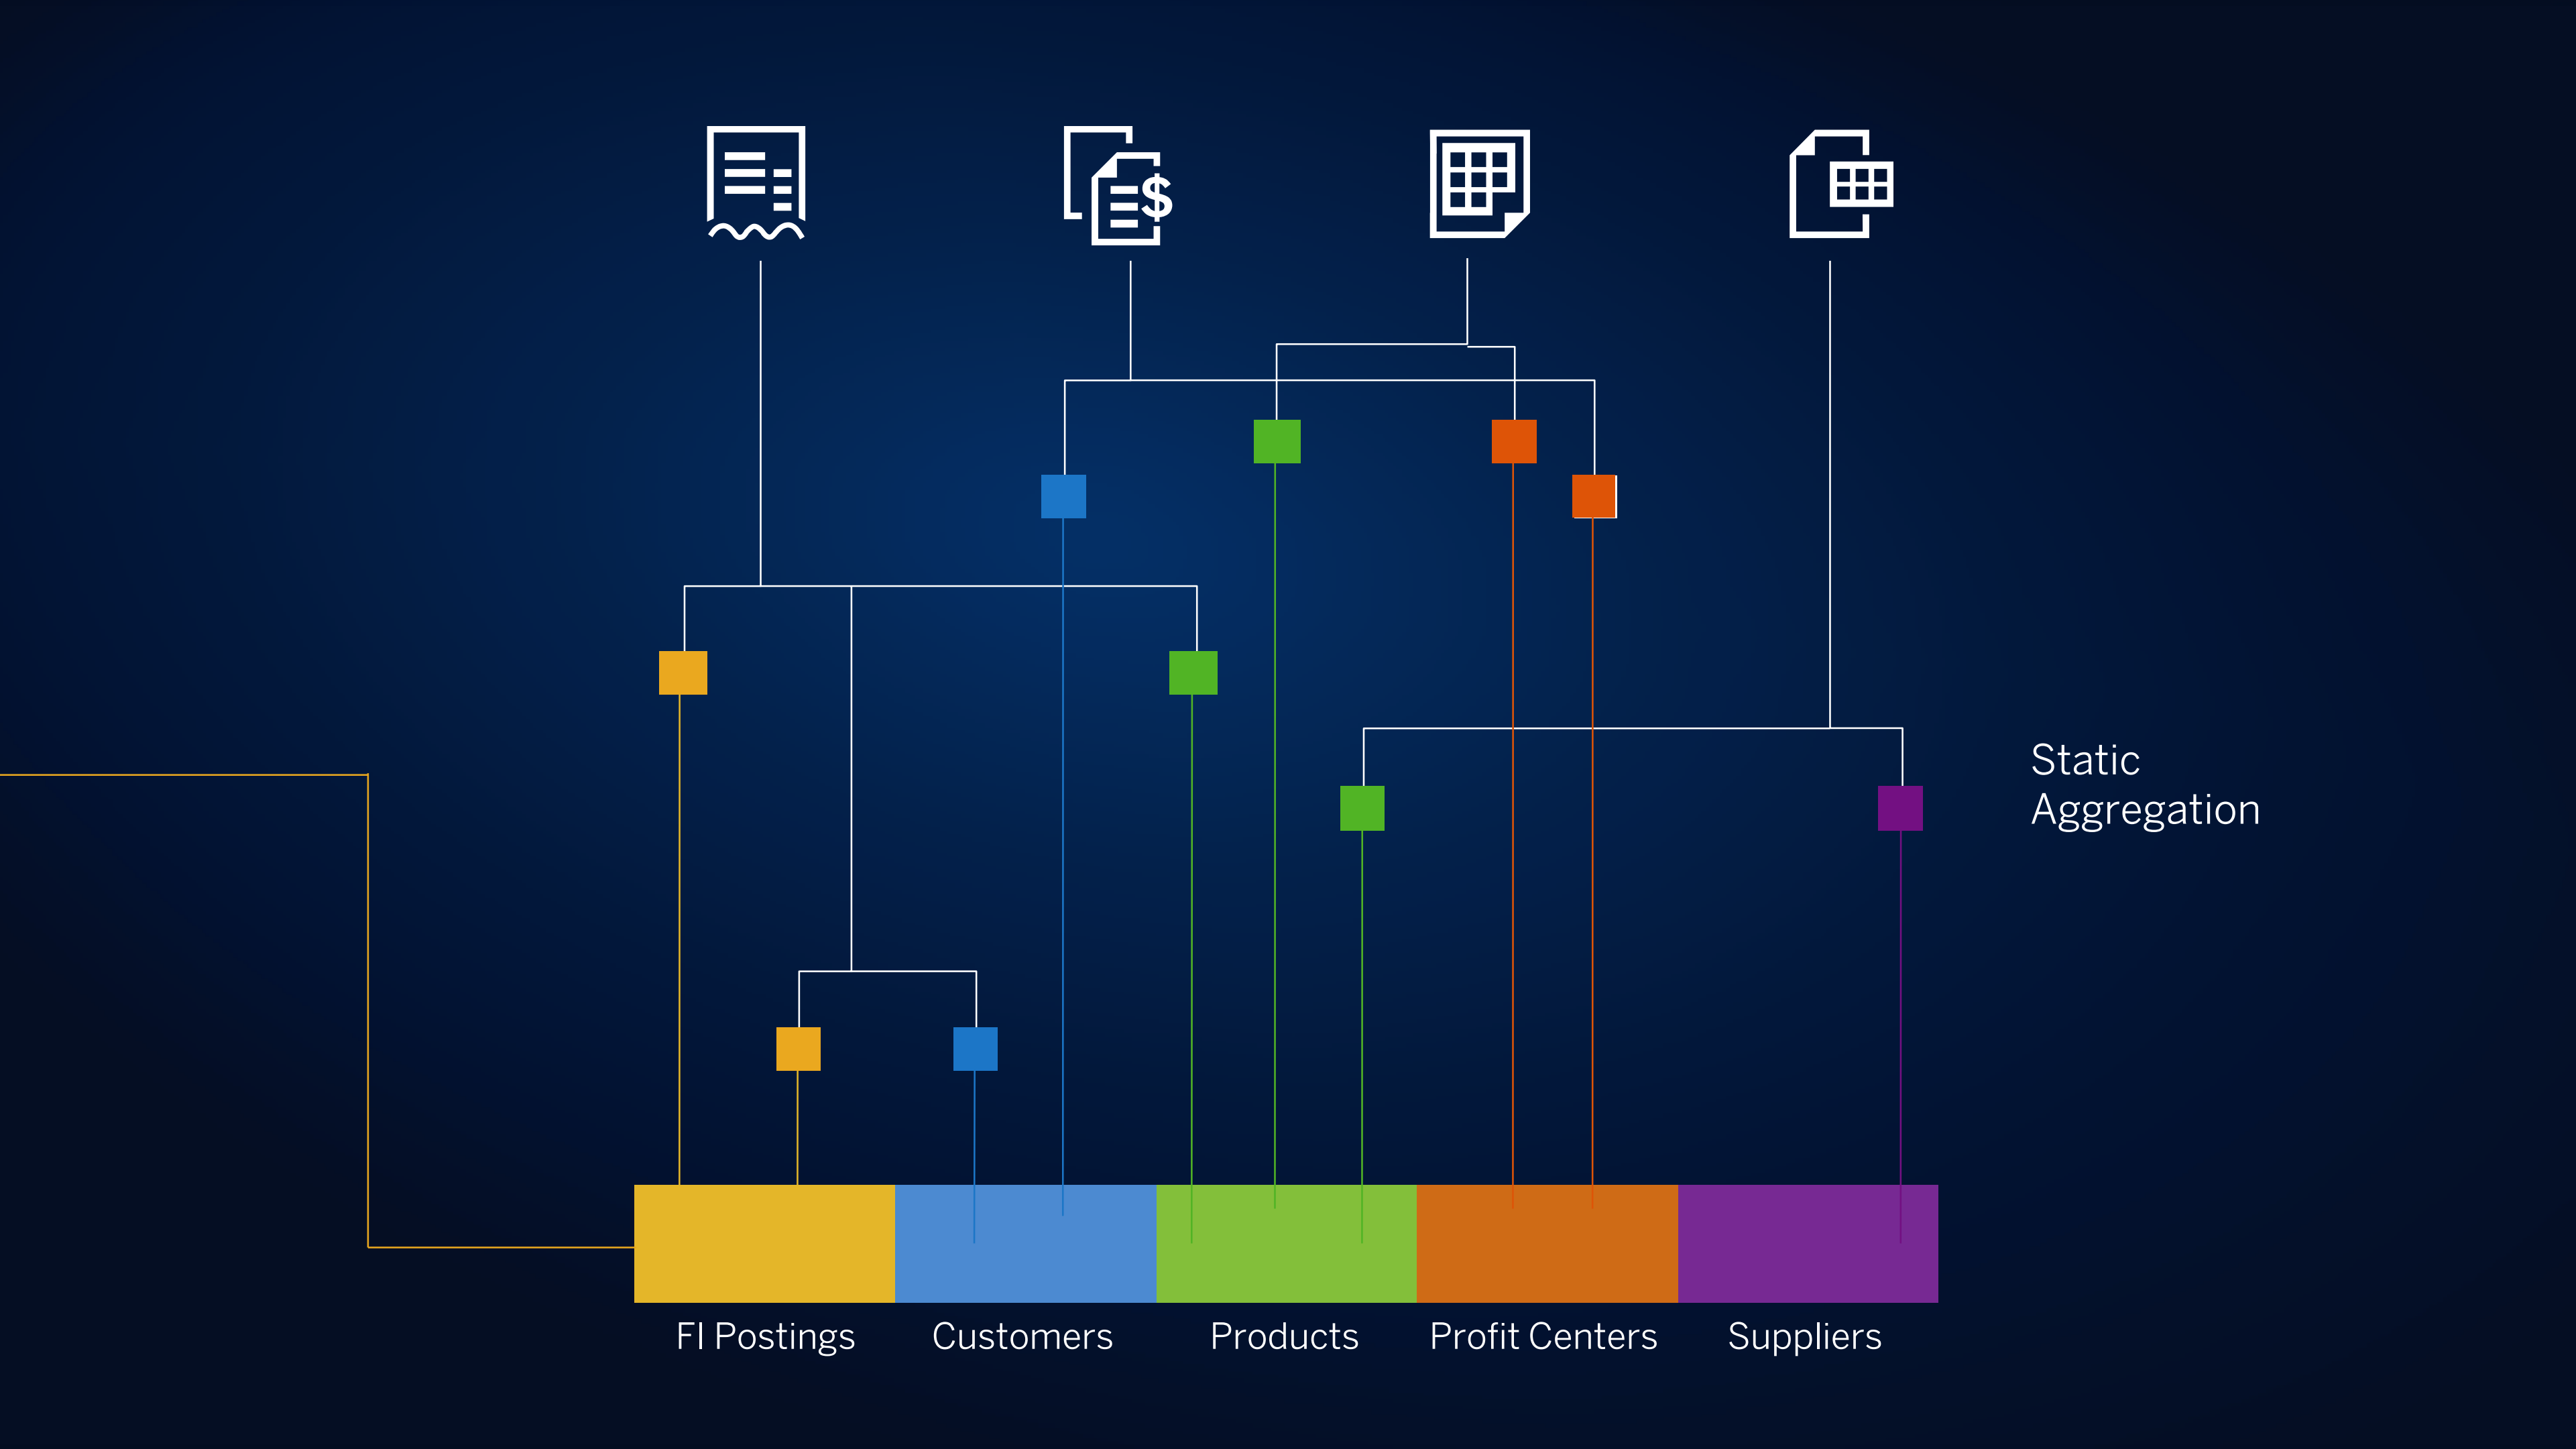 $
Static
Aggregation
FI Postings
Customers
Products
Profit Centers
Suppliers